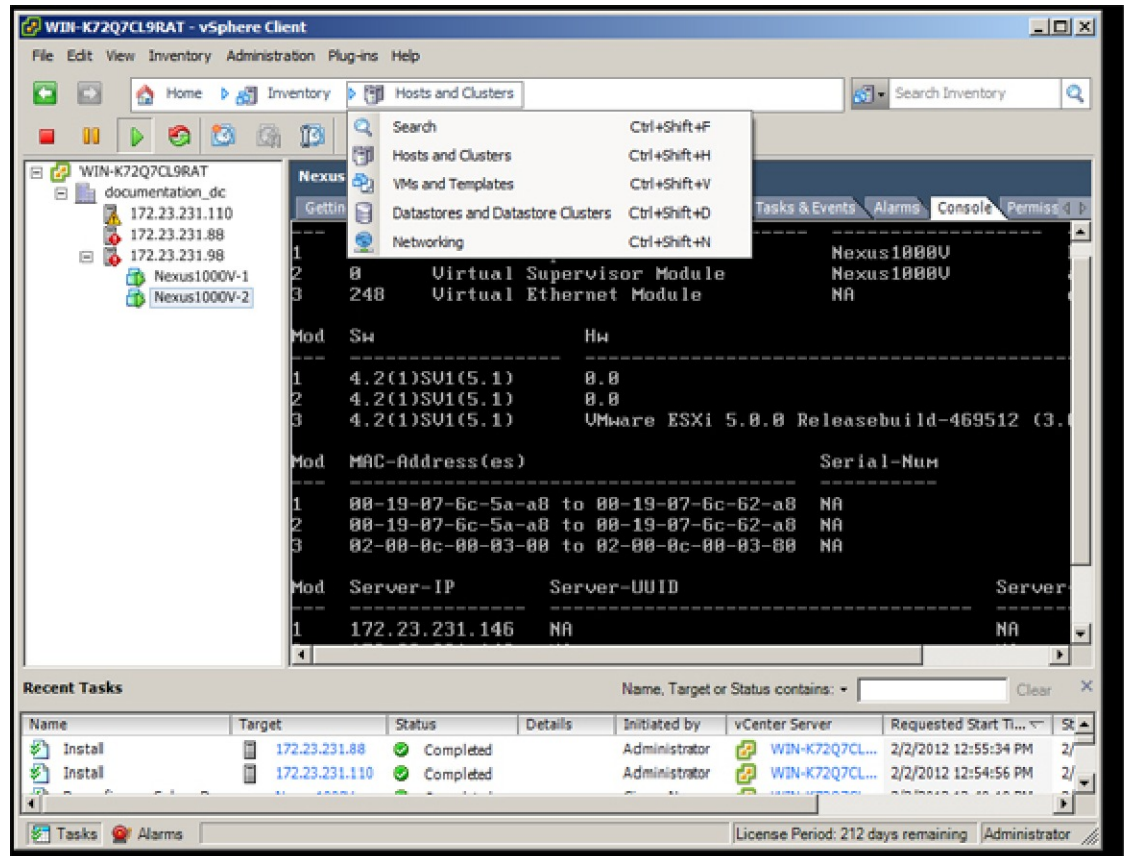 WIN-K72Q7CL9RAT - vSphere Client
File Edit View Inventory Administration Plug-ins Help
Home Inventory Hosts and Clusters Search Inventory
Search Ctrl+Shift+F
Hosts and Clusters Ctrl+Shift+H
VMs and Templates Ctrl+Shift+V
Datastores and Datastore Clusters Ctrl+Shift+D
Networking Ctrl+Shift+N
WIN-K72Q7CL9RAT
documentation_dc
172.23.231.110
172.23.231.88
172.23.231.98
Nexus1000V-1
Nexus1000V-2
Nexus
Gettin Tasks & Events Alarms Console Permiss
--- ------------------
1 Nexus1000V
2 0 Virtual Supervisor Module Nexus1000V
3 248 Virtual Ethernet Module NA
Mod Sw Hw
--- ------------------ ------------------------------------------
1 4.2(1)SV1(5.1) 0.0
2 4.2(1)SV1(5.1) 0.0
3 4.2(1)SV1(5.1) VMware ESXi 5.0.0 Releasebuild-469512 (3.
Mod MAC-Address(es) Serial-Num
--- -------------------------------------- ----------
1 00-19-07-6c-5a-a8 to 00-19-07-6c-62-a8 NA
2 00-19-07-6c-5a-a8 to 00-19-07-6c-62-a8 NA
3 02-00-0c-00-03-00 to 02-00-0c-00-03-80 NA
Mod Server-IP Server-UUID Server-
--- --------------- ------------------------------------ ------
1 172.23.231.146 NA NA
Recent Tasks Name, Target or Status contains: Clear
Name Target Status Details Initiated by vCenter Server Requested Start Ti... St
Install 172.23.231.88 Completed Administrator WIN-K72Q7CL... 2/2/2012 12:55:34 PM 2/
Install 172.23.231.110 Completed Administrator WIN-K72Q7CL... 2/2/2012 12:54:56 PM 2/
Tasks Alarms License Period: 212 days remaining Administrator